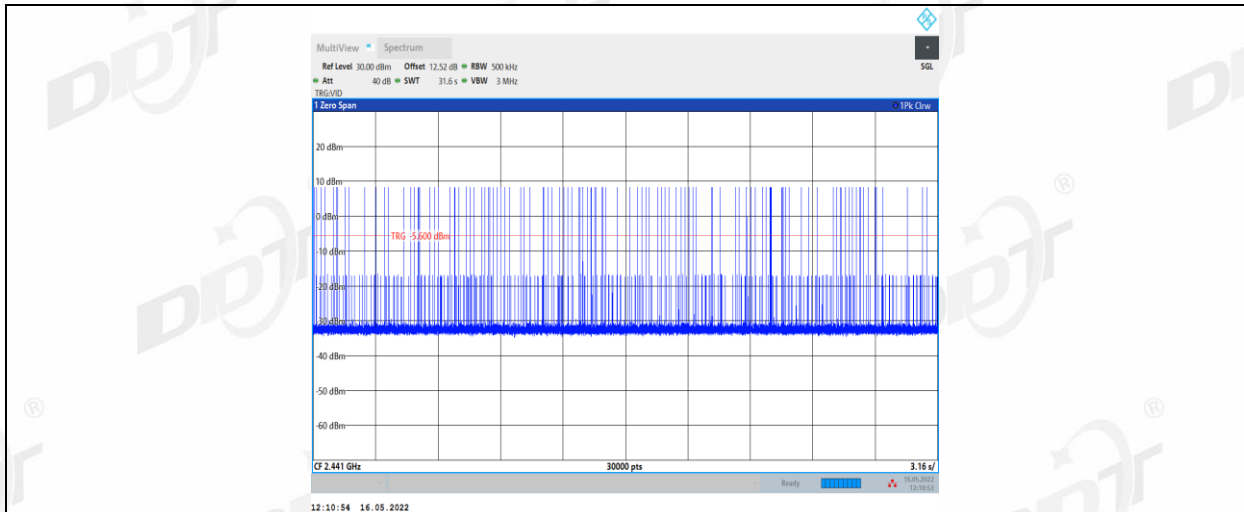 MultiView Spectrum
Ref Level 30.00 dBm Offset 12.52 dB RBW 500 kHz
SGL
Att 40 dB SWT 31.6 s VBW 3 MHz
TRG:VID
1 Zero Span 1Pk Clrw
20 dBm
10 dBm
0 dBm
TRG -5.600 dBm
-10 dBm
-20 dBm
-30 dBm
-40 dBm
-50 dBm
-60 dBm
CF 2.441 GHz 30000 pts 3.16 s/
Ready 16.05.2022
12:10:53
12:10:54 16.05.2022
DDT
®